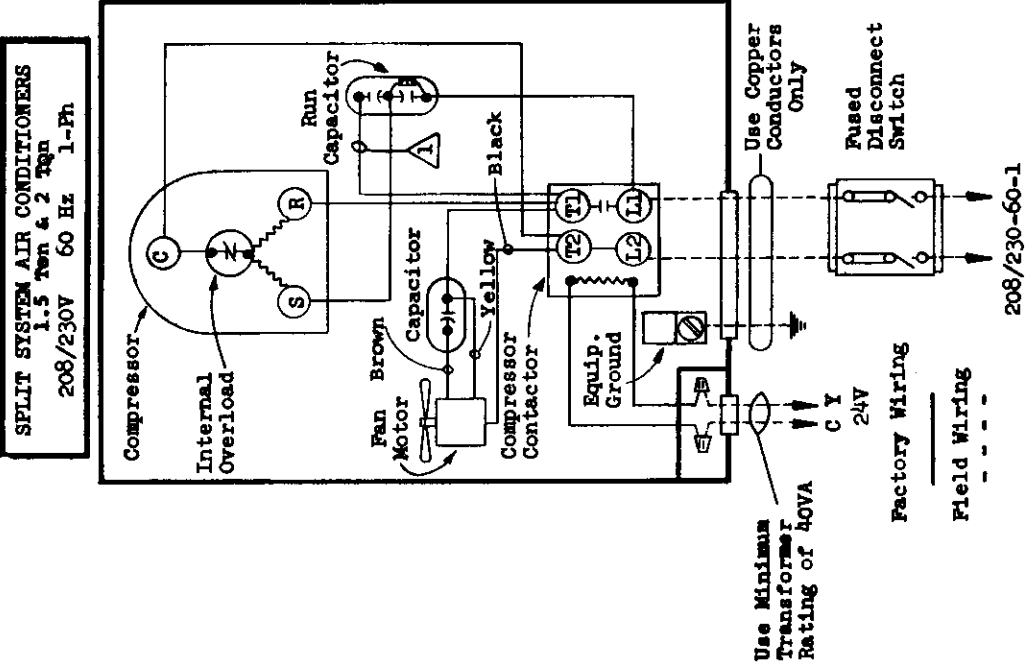 SPLIT SYSTEM AIR CONDITIONERS
1.5 Ton & 2 Ton
208/230V 60 Hz 1-Ph
Compressor
C
S
R
Internal
Overload
Run
Capacitor
1
Fan
Motor
Brown
Capacitor
Yellow
Black
Compressor
Contactor
T2
T1
L2
L1
Equip.
Ground
Use Copper
Conductors
Only
Fused
Disconnect
Switch
Use Minimum
Transformer
Rating of 40VA
C Y
24V
Factory Wiring
Field Wiring
208/230-60-1